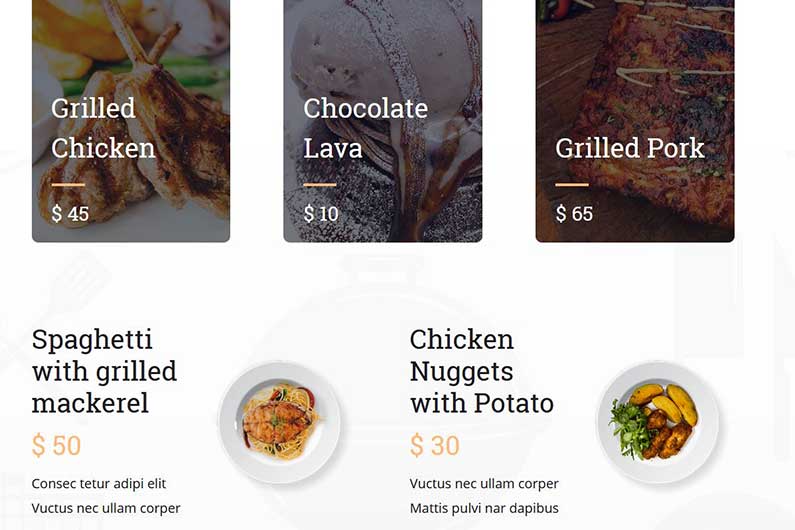 Grilled
Chicken
$ 45
Chocolate
Lava
$ 10
Grilled Pork
$ 65
Spaghetti
with grilled
mackerel
$ 50
Consec tetur adipi elit
Vuctus nec ullam corper
Chicken
Nuggets
with Potato
$ 30
Vuctus nec ullam corper
Mattis pulvi nar dapibus